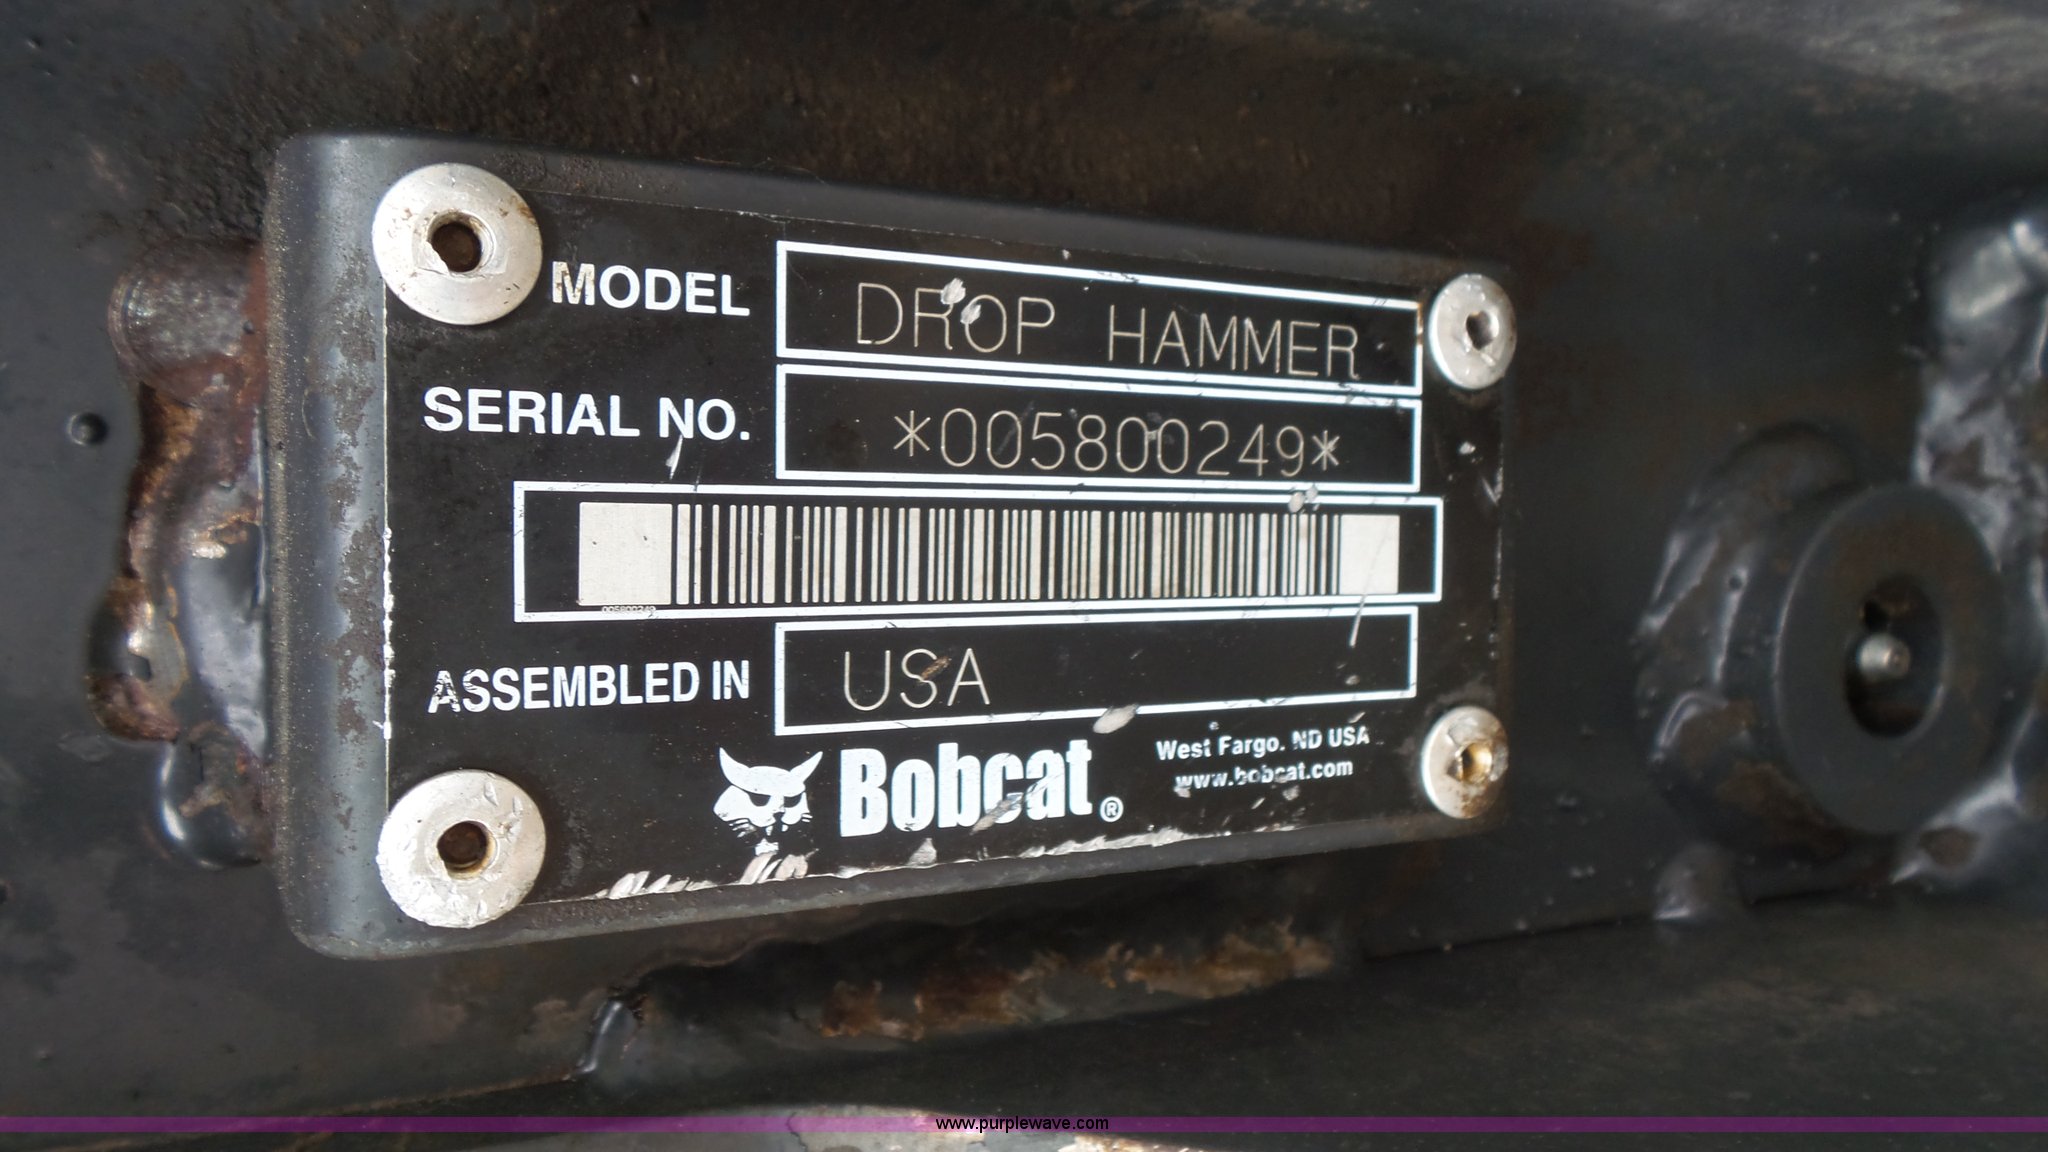 MODEL DROP HAMMER
SERIAL NO. *005800249*
005800249
ASSEMBLED IN USA
Bobcat®
West Fargo, ND USA
www.bobcat.com
www.purplewave.com